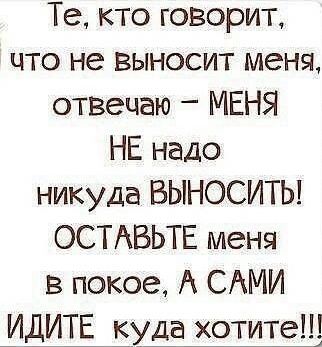 Те, кто говорит,
что не выносит меня,
отвечаю – МЕНЯ
НЕ надо
никуда ВЫНОСИТЬ!
ОСТАВЬТЕ меня
в покое, А САМИ
ИДИТЕ куда хотите!!!